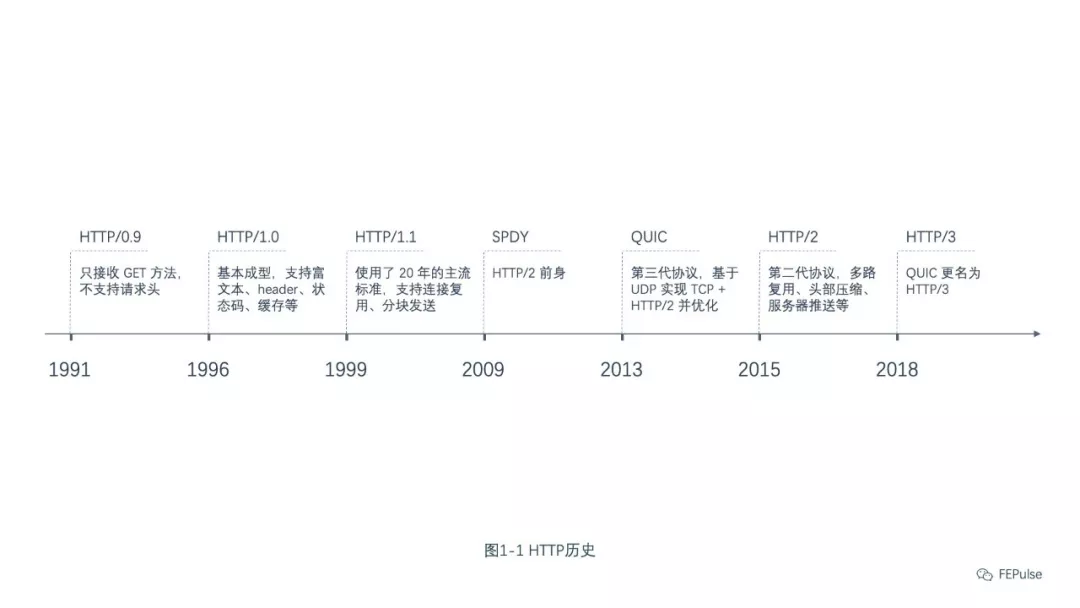 HTTP/0.9
只接收 GET 方法，
不支持请求头
HTTP/1.0
基本成型，支持富
文本、header、状
态码、缓存等
HTTP/1.1
使用了 20 年的主流
标准，支持连接复
用、分块发送
SPDY
HTTP/2 前身
QUIC
第三代协议，基于
UDP 实现 TCP +
HTTP/2 并优化
HTTP/2
第二代协议，多路
复用、头部压缩、
服务器推送等
HTTP/3
QUIC 更名为
HTTP/3
1991
1996
1999
2009
2013
2015
2018
图1-1 HTTP历史
FEPulse